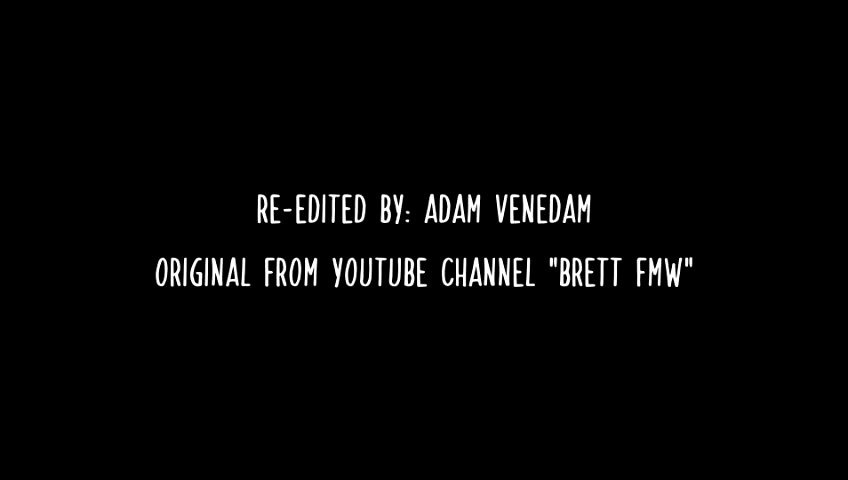 RE-EDITED BY: ADAM VENEDAM
ORIGINAL FROM YOUTUBE CHANNEL "BRETT FMW"